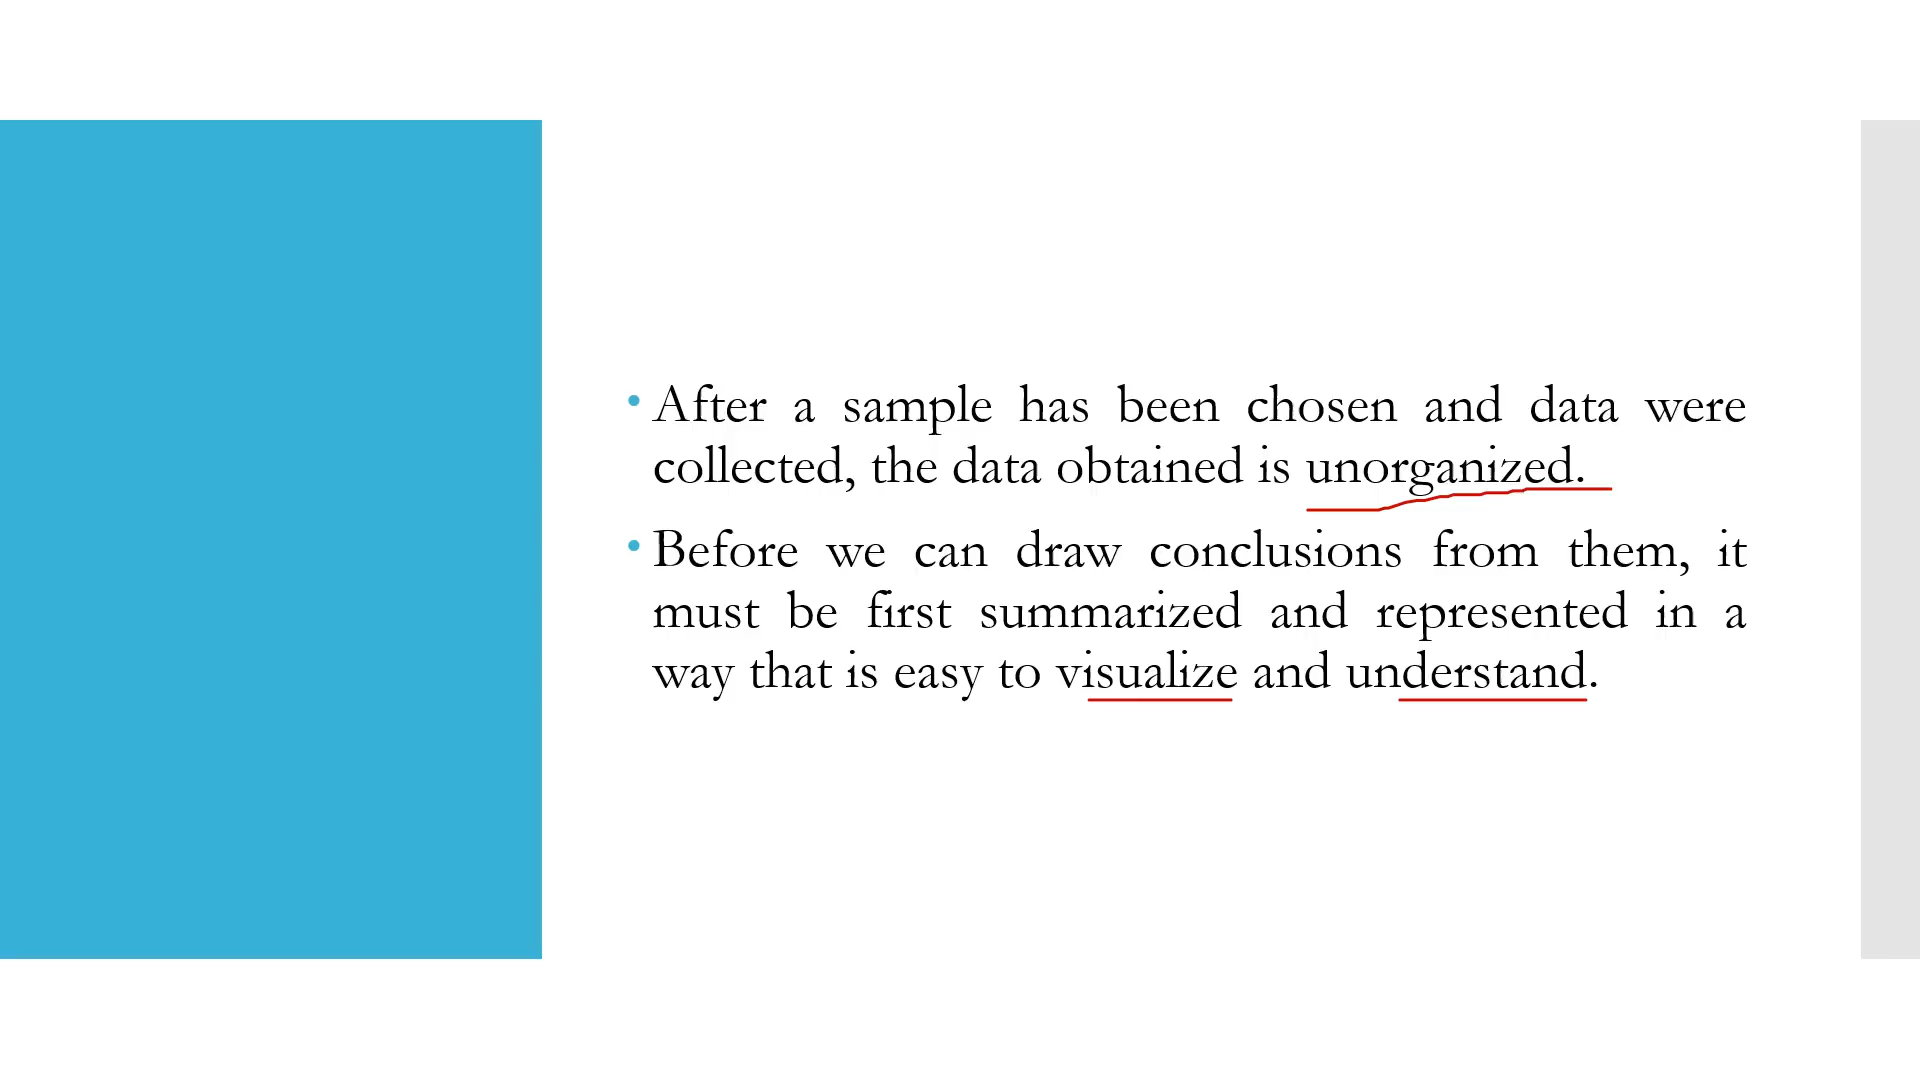 • After a sample has been chosen and data were
collected, the data obtained is unorganized.
• Before we can draw conclusions from them, it
must be first summarized and represented in a
way that is easy to visualize and understand.